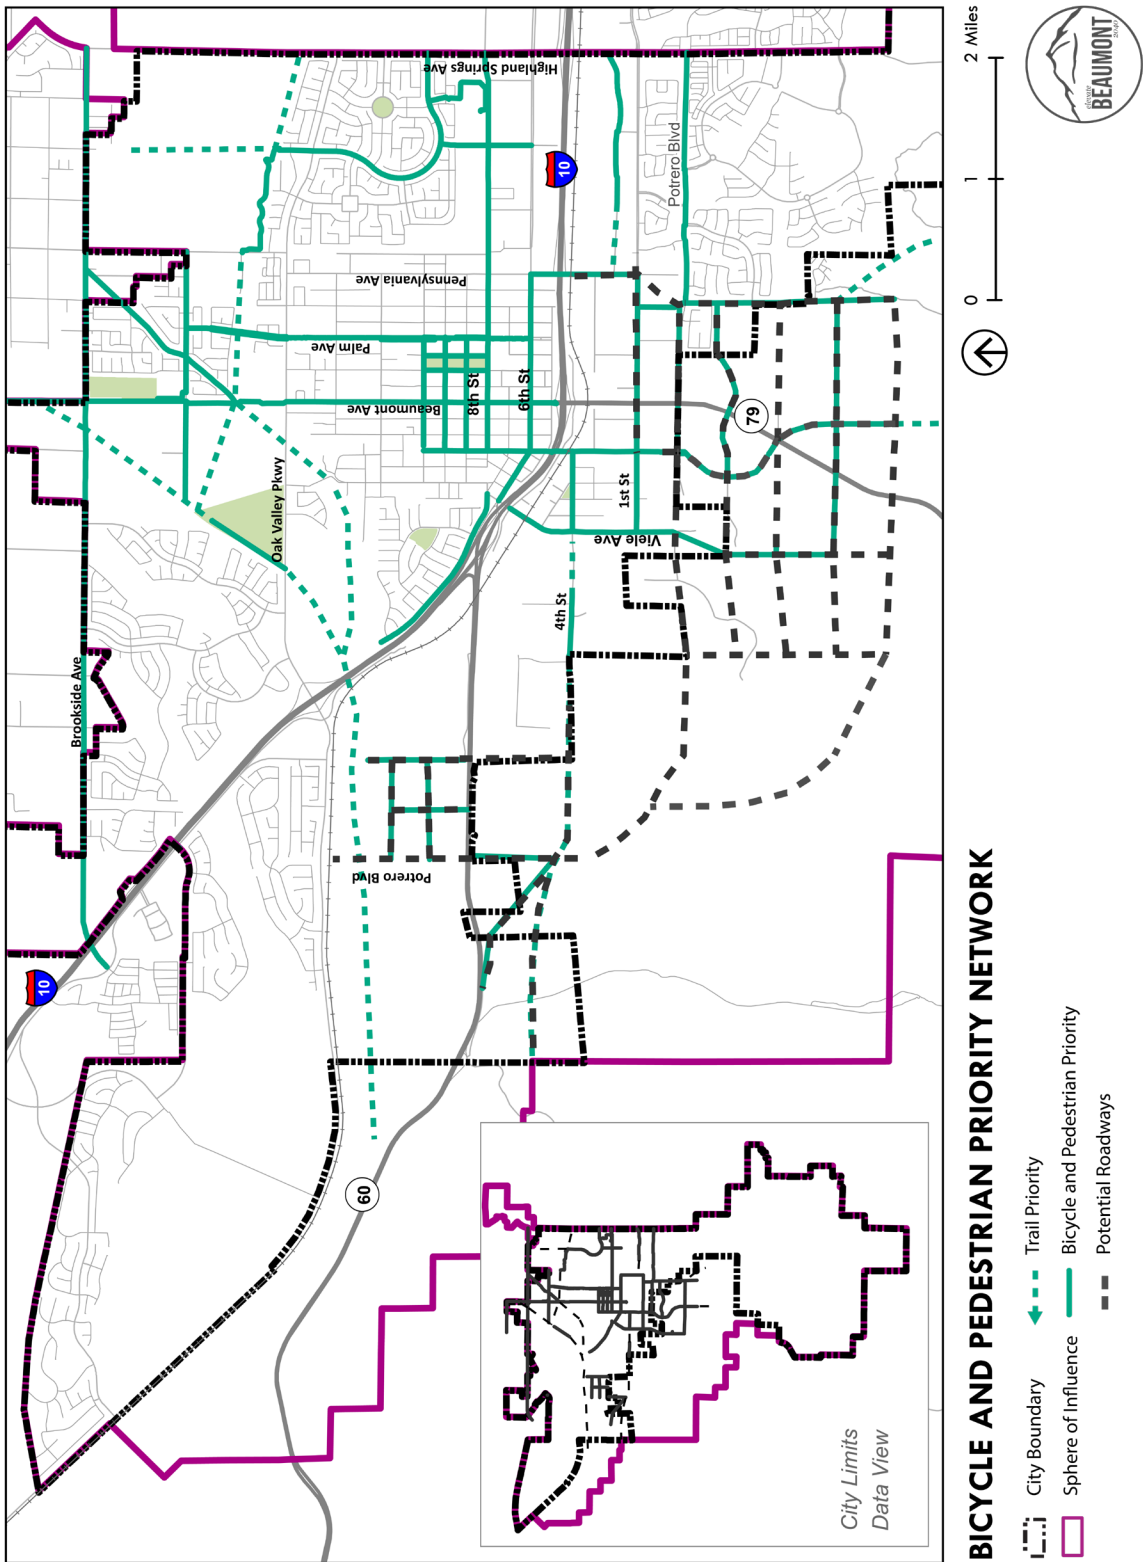 10
Brookside Ave
Oak Valley Pkwy
Highland Springs Ave
Pennsylvania Ave
Palm Ave
Beaumont Ave
8th St
6th St
10
Potrero Blvd
1st St
Viele Ave
4th St
79
Potrero Blvd
60
City Limits
Data View
BICYCLE AND PEDESTRIAN PRIORITY NETWORK
City Boundary
Sphere of Influence
Trail Priority
Bicycle and Pedestrian Priority
Potential Roadways
0 1 2 Miles
elevate
BEAUMONT
2040